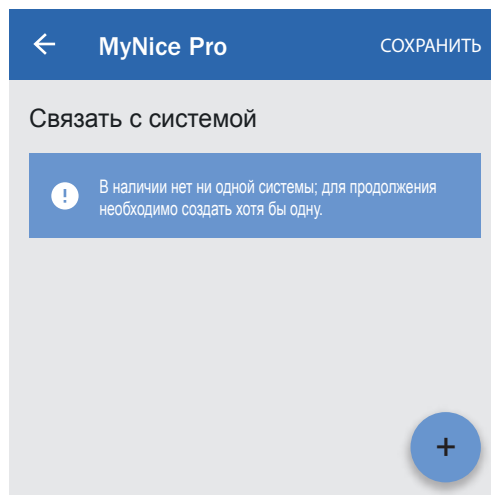 MyNice Pro СОХРАНИТЬ
Связать с системой
В наличии нет ни одной системы; для продолжения
необходимо создать хотя бы одну.